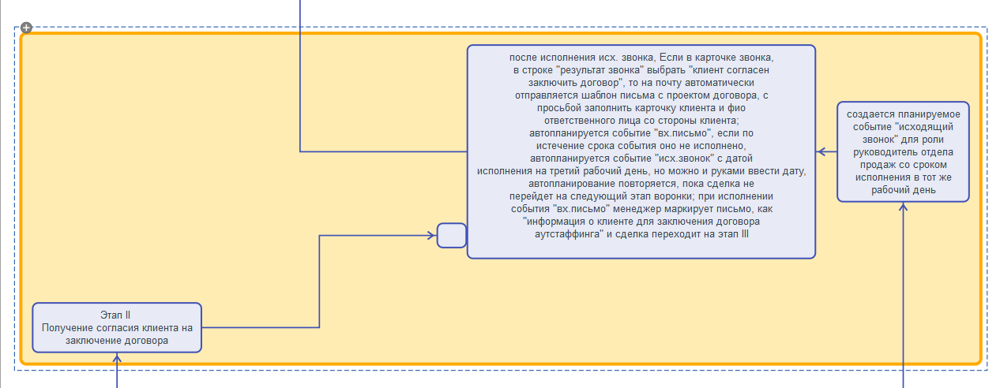 после исполнения исх. звонка, Если в карточке звонка,
в строке "результат звонка" выбрать "клиент согласен
заключить договор", то на почту автоматически
отправляется шаблон письма с проектом договора, с
просьбой заполнить карточку клиента и фио
ответственного лица со стороны клиента;
автопланируется событие "вх.письмо", если по
истечение срока события оно не исполнено,
автопланируется событие "исх.звонок" с датой
исполнения на третий рабочий день, но можно и руками ввести дату,
автопланирование повторяется, пока сделка не
перейдет на следующий этап воронки; при исполнении
события "вх.письмо" менеджер маркирует письмо, как
"информация о клиенте для заключения договора
аутстаффинга" и сделка переходит на этап III
создается планируемое
событие "исходящий
звонок" для роли
руководитель отдела
продаж со сроком
исполнения в тот же
рабочий день
Этап II
Получение согласия клиента на
заключение договора